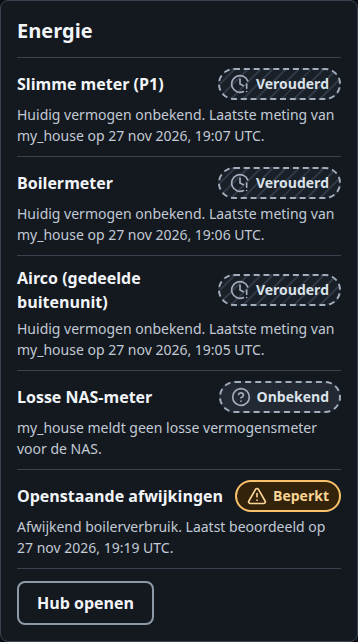 Energie
Slimme meter (P1)
Verouderd
Huidig vermogen onbekend. Laatste meting van
my_house op 27 nov 2026, 19:07 UTC.
Boilermeter
Verouderd
Huidig vermogen onbekend. Laatste meting van
my_house op 27 nov 2026, 19:06 UTC.
Airco (gedeelde
buitenunit)
Verouderd
Huidig vermogen onbekend. Laatste meting van
my_house op 27 nov 2026, 19:05 UTC.
Losse NAS-meter
Onbekend
my_house meldt geen losse vermogensmeter
voor de NAS.
Openstaande afwijkingen
Beperkt
Afwijkend boilerverbruik. Laatst beoordeeld op
27 nov 2026, 19:19 UTC.
Hub openen